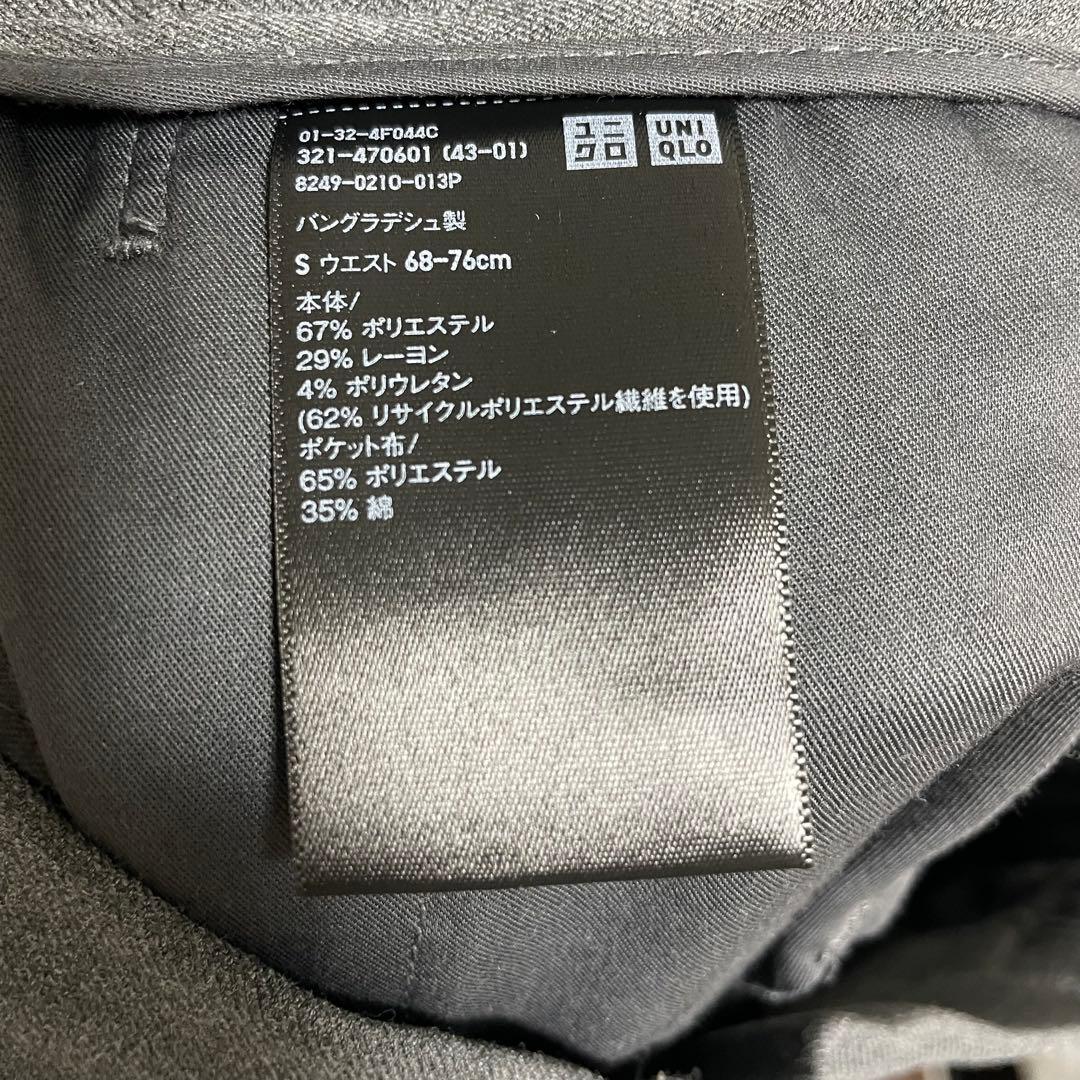 01-32-4F044C
321-470601 (43-01)
8249-0210-013P
ユニ
クロ
UNI
QLO
バングラデシュ製
S ウエスト 68-76cm
本体/
67% ポリエステル
29% レーヨン
4% ポリウレタン
(62% リサイクルポリエステル繊維を使用)
ポケット布/
65% ポリエステル
35% 綿